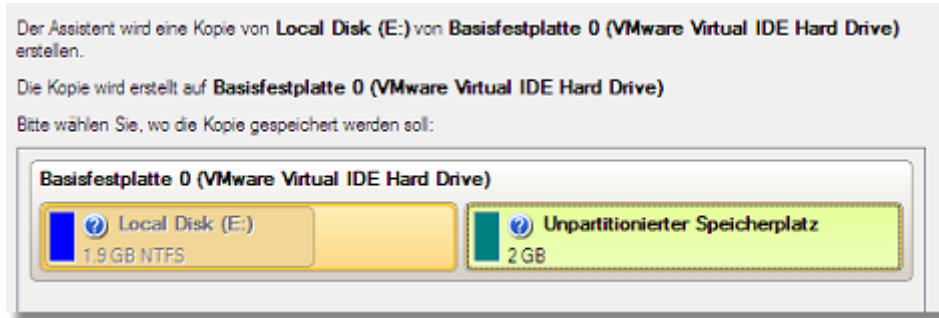 Der Assistent wird eine Kopie von Local Disk (E:) von Basisfestplatte 0 (VMware Virtual IDE Hard Drive)
erstellen.
Die Kopie wird erstellt auf Basisfestplatte 0 (VMware Virtual IDE Hard Drive)
Bitte wählen Sie, wo die Kopie gespeichert werden soll:
Basisfestplatte 0 (VMware Virtual IDE Hard Drive)
Local Disk (E:)
1.9 GB NTFS
Unpartitionierter Speicherplatz
2 GB